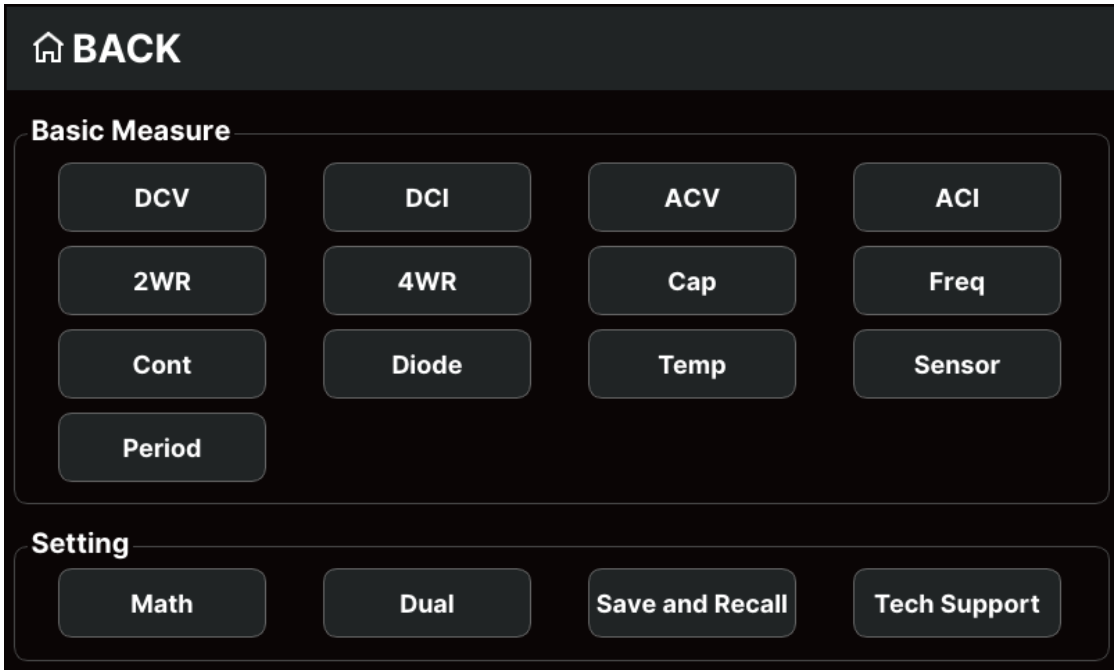 BACK
Basic Measure
DCV DCI ACV ACI
2WR 4WR Cap Freq
Cont Diode Temp Sensor
Period
Setting
Math Dual Save and Recall Tech Support